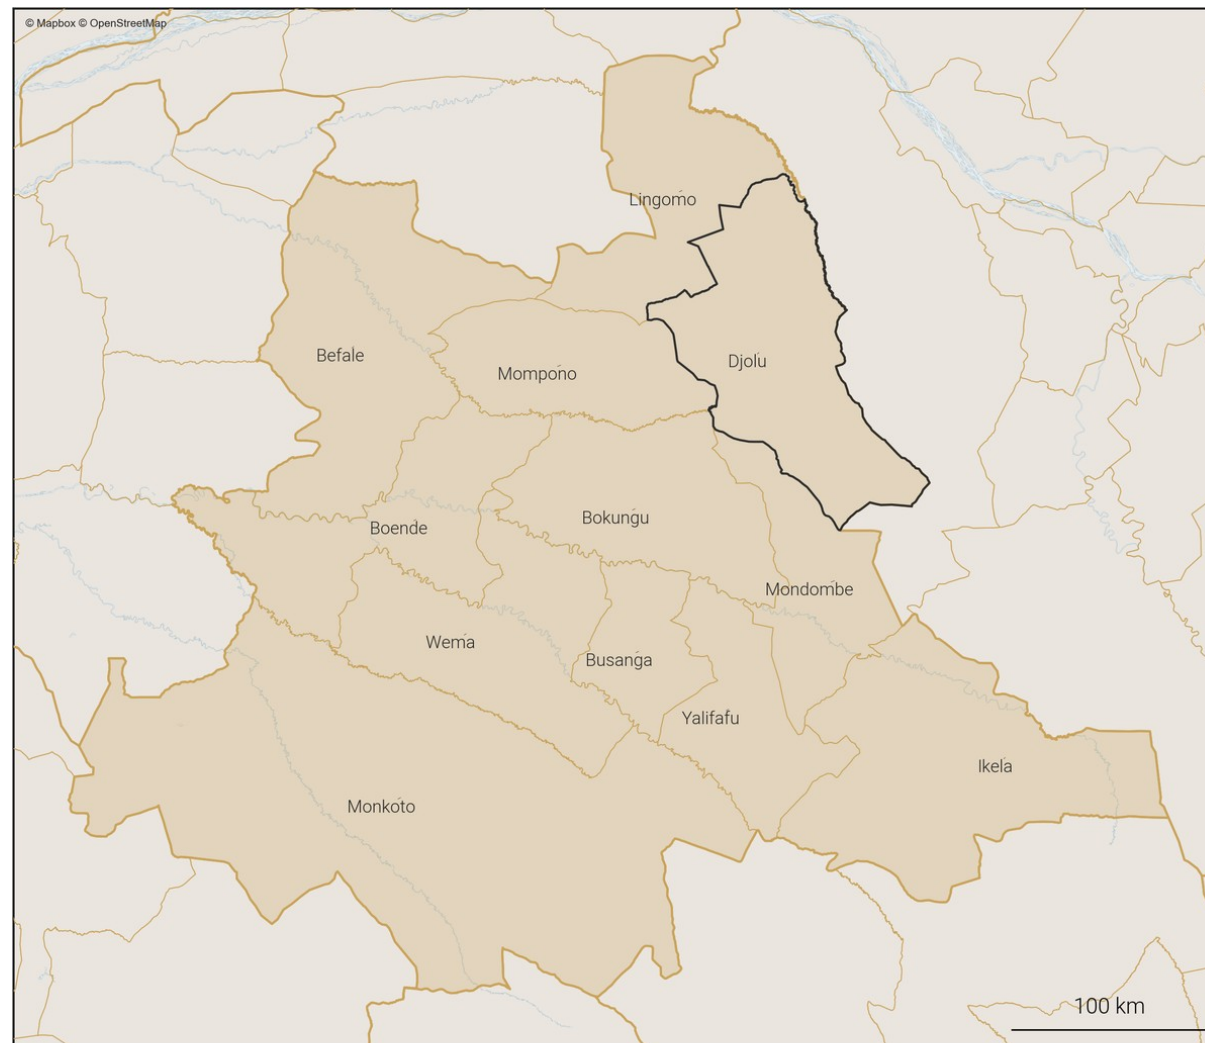 © Mapbox © OpenStreetMap
Lingomo
Befale
Mompono
Djolu
Boende
Bokungu
Mondombe
Wema
Busanga
Yalifafu
Ikela
Monkoto
100 km